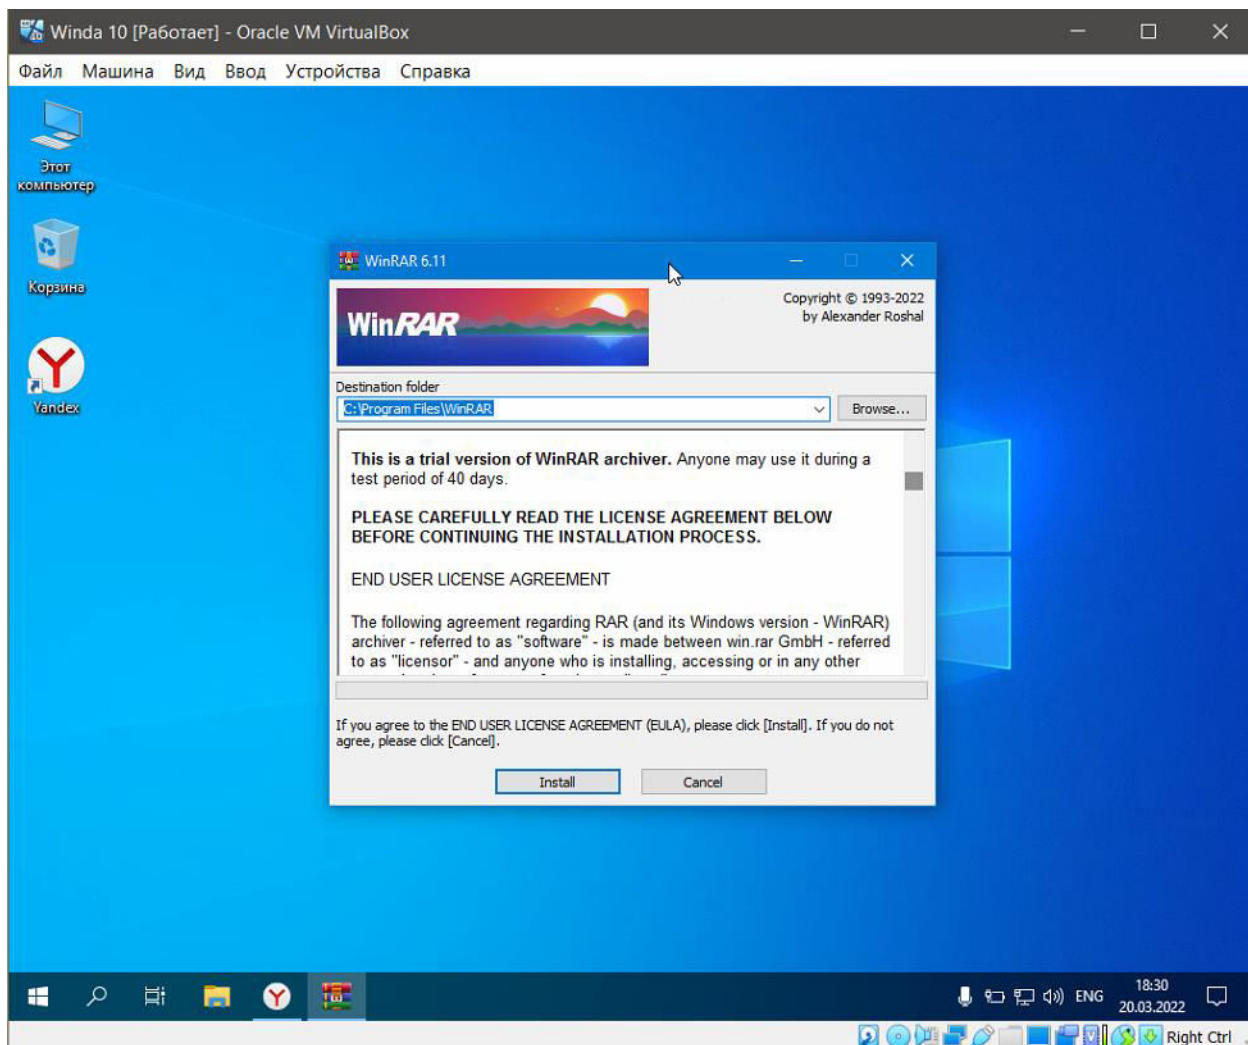 Winda 10 [Работает] - Oracle VM VirtualBox
Файл Машина Вид Ввод Устройства Справка
Этот
компьютер
Корзина
Yandex
WinRAR 6.11
WinRAR
Copyright © 1993-2022
by Alexander Roshal
Destination folder
C:\Program Files\WinRAR
Browse...
This is a trial version of WinRAR archiver. Anyone may use it during a
test period of 40 days.
PLEASE CAREFULLY READ THE LICENSE AGREEMENT BELOW
BEFORE CONTINUING THE INSTALLATION PROCESS.
END USER LICENSE AGREEMENT
The following agreement regarding RAR (and its Windows version - WinRAR)
archiver - referred to as "software" - is made between win.rar GmbH - referred
to as "licensor" - and anyone who is installing, accessing or in any other
If you agree to the END USER LICENSE AGREEMENT (EULA), please click [Install]. If you do not
agree, please click [Cancel].
Install
Cancel
ENG
18:30
20.03.2022
Right Ctrl